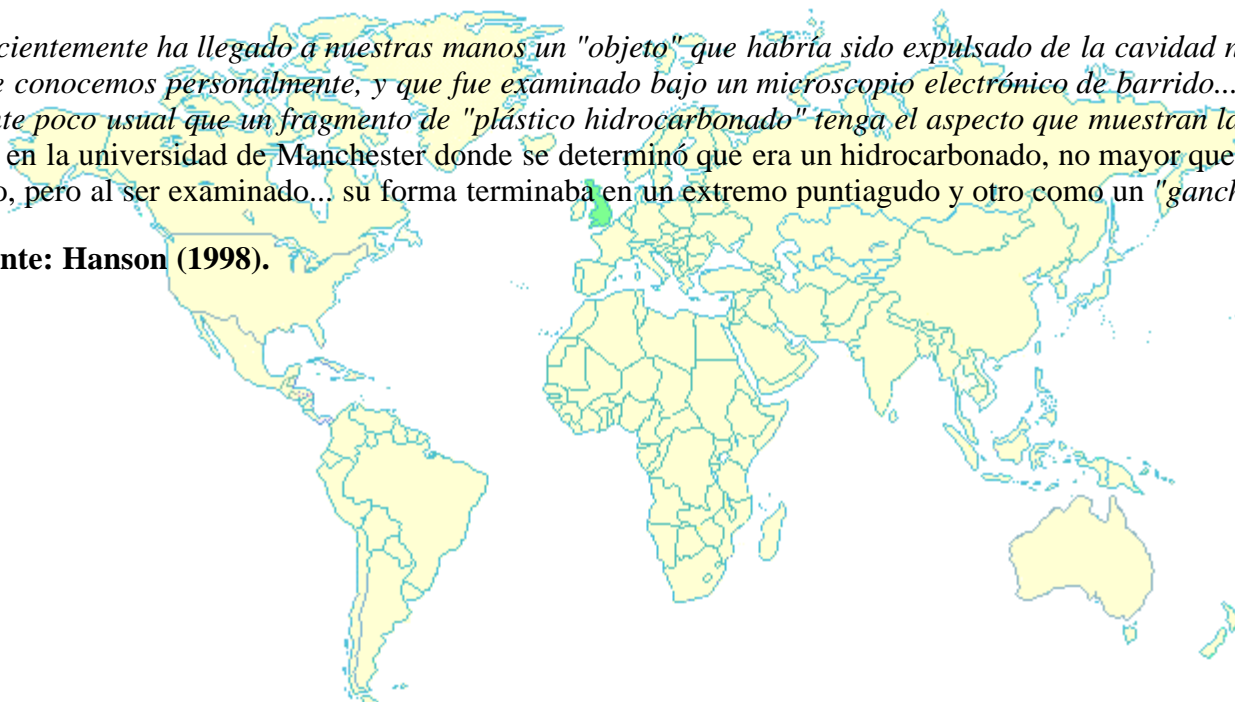 cientemente ha llegado a nuestras manos un "objeto" que habría sido expulsado de la cavidad n
e conocemos personalmente, y que fue examinado bajo un microscopio electrónico de barrido...
nte poco usual que un fragmento de "plástico hidrocarbonado" tenga el aspecto que muestran la
en la universidad de Manchester donde se determinó que era un hidrocarbonado, no mayor que
o, pero al ser examinado... su forma terminaba en un extremo puntiagudo y otro como un "ganch
nte: Hanson (1998).